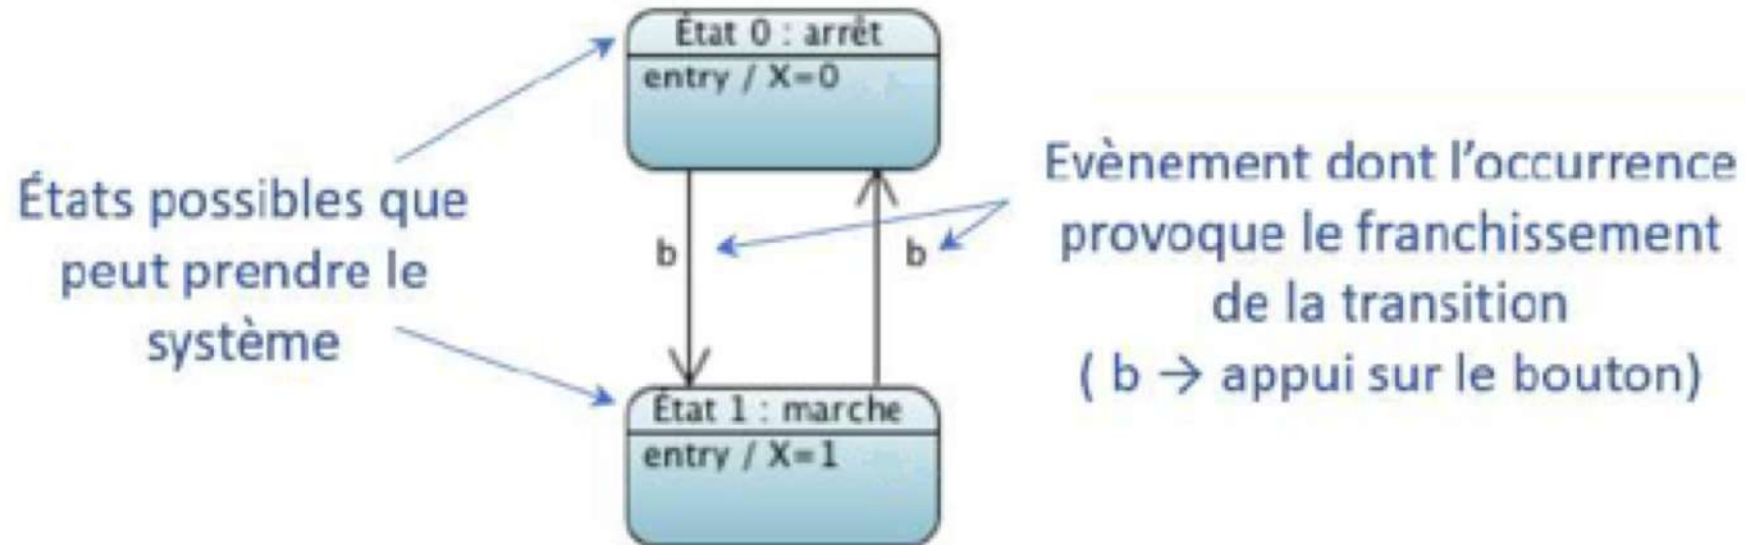 État 0 : arrêt
entry / X=0
États possibles que
peut prendre le
système
b
b
Evènement dont l'occurrence
provoque le franchissement
de la transition
( b → appui sur le bouton)
État 1 : marche
entry / X=1